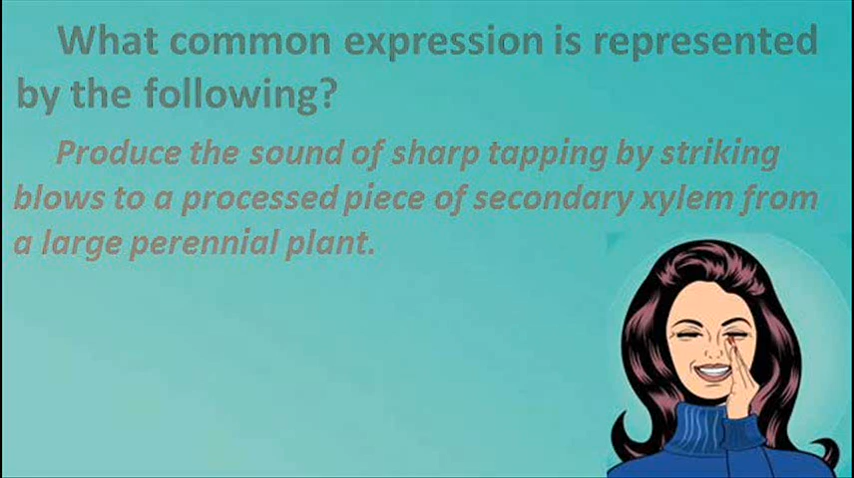 What common expression is represented
by the following?
Produce the sound of sharp tapping by striking
blows to a processed piece of secondary xylem from
a large perennial plant.